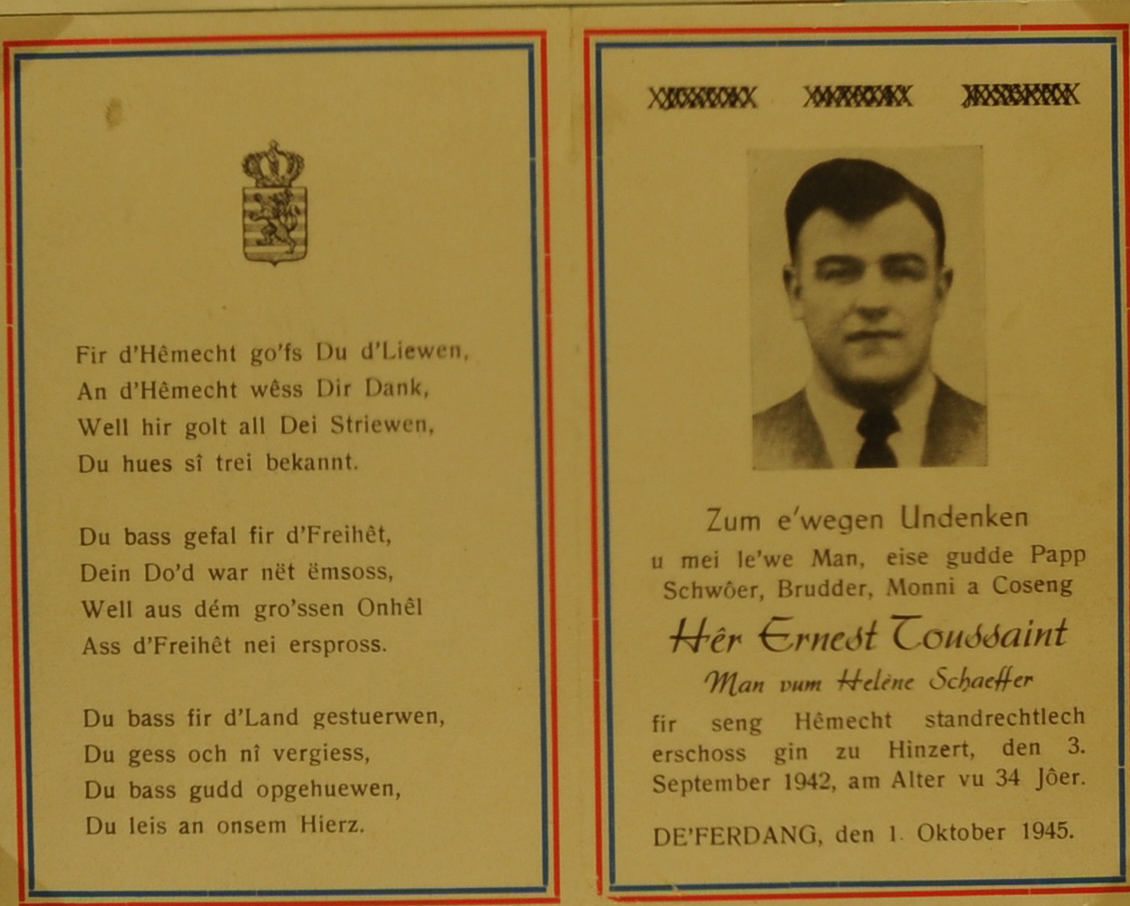 Fir d'Hêmecht go'fs Du d'Liewen,
An d'Hêmecht wêss Dir Dank,
Well hir golt all Dei Striewen,
Du hues sî trei bekannt.
Du bass gefal fir d'Freihêt,
Dein Do'd war nët ëmsoss,
Well aus dém gro'ssen Onhêl
Ass d'Freihêt nei erspross.
Du bass fir d'Land gestuerwen,
Du gess och nî vergiess,
Du bass gudd opgehuewen,
Du leis an onsem Hierz.
Zum e'wegen Undenken
u mei le'we Man, eise gudde Papp
Schwôer, Brudder, Monni a Coseng
Hêr Ernest Toussaint
Man vum Helène Schaeffer
fir seng Hêmecht standrechtlech
erschoss gin zu Hinzert, den 3.
September 1942, am Alter vu 34 Jôer.
DE'FERDANG, den 1. Oktober 1945.